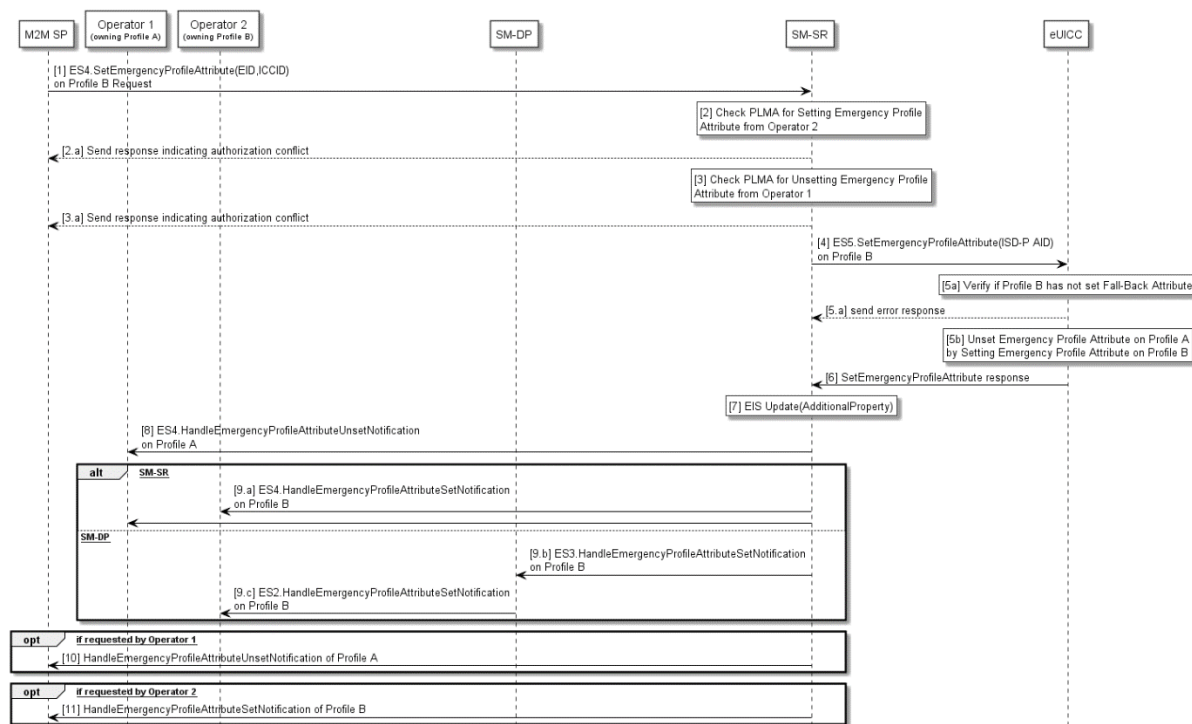 M2M SP
Operator 1
(owning Profile A)
Operator 2
(owning Profile B)
SM-DP
SM-SR
eUICC
[1] ES4.SetEmergencyProfileAttribute(EID,ICCID)
on Profile B Request
[2] Check PLMA for Setting Emergency Profile
Attribute from Operator 2
[2.a] Send response indicating authorization conflict
[3] Check PLMA for Unsetting Emergency Profile
Attribute from Operator 1
[3.a] Send response indicating authorization conflict
[4] ES5.SetEmergencyProfileAttribute(ISD-P AID)
on Profile B
[5a] Verify if Profile B has not set Fall-Back Attribute
[5.a] send error response
[5b] Unset Emergency Profile Attribute on Profile A
by Setting Emergency Profile Attribute on Profile B
[6] SetEmergencyProfileAttribute response
[7] EIS Update(AdditionalProperty)
[8] ES4.HandleEmergencyProfileAttributeUnsetNotification
on Profile A
alt SM-SR
[9.a] ES4.HandleEmergencyProfileAttributeSetNotification
on Profile B
SM-DP
[9.b] ES3.HandleEmergencyProfileAttributeSetNotification
on Profile B
[9.c] ES2.HandleEmergencyProfileAttributeSetNotification
on Profile B
opt if requested by Operator 1
[10] HandleEmergencyProfileAttributeUnsetNotification of Profile A
opt if requested by Operator 2
[11] HandleEmergencyProfileAttributeSetNotification of Profile B